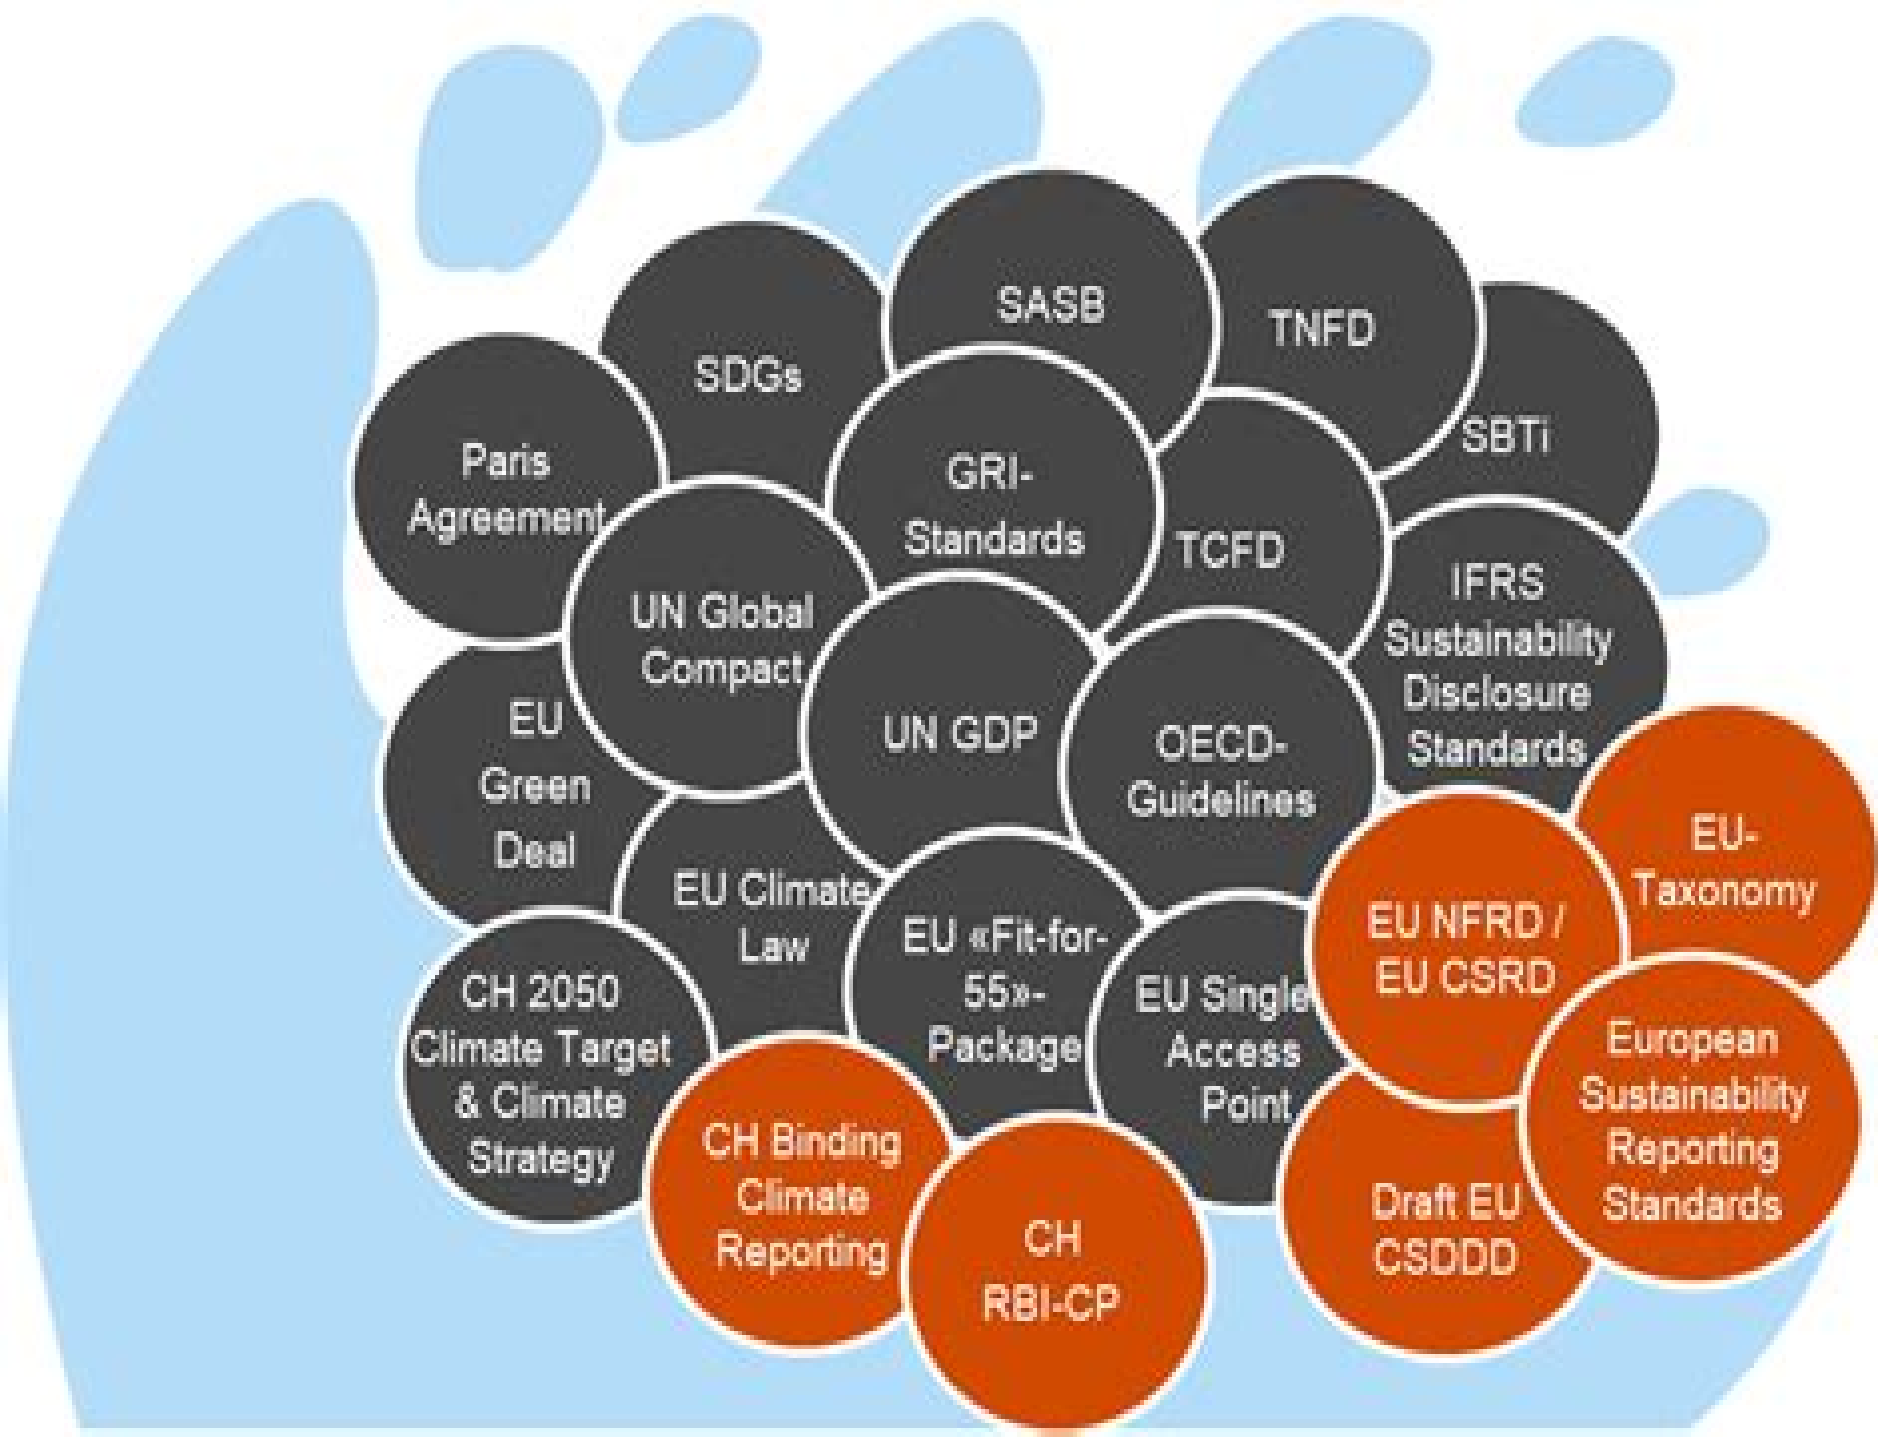 SASB
TNFD
SDGs
SBTi
Paris
Agreement
GRI-
Standards
TCFD
IFRS
Sustainability
Disclosure
Standards
UN Global
Compact
EU
Green
Deal
UN GDP
OECD-
Guidelines
EU-
Taxonomy
EU Climate
Law
EU «Fit-for-
55»-
Package
EU NFRD /
EU CSRD
CH 2050
Climate Target
& Climate
Strategy
EU Single
Access
Point
European
Sustainability
Reporting
Standards
CH Binding
Climate
Reporting
CH
RBI-CP
Draft EU
CSDDD